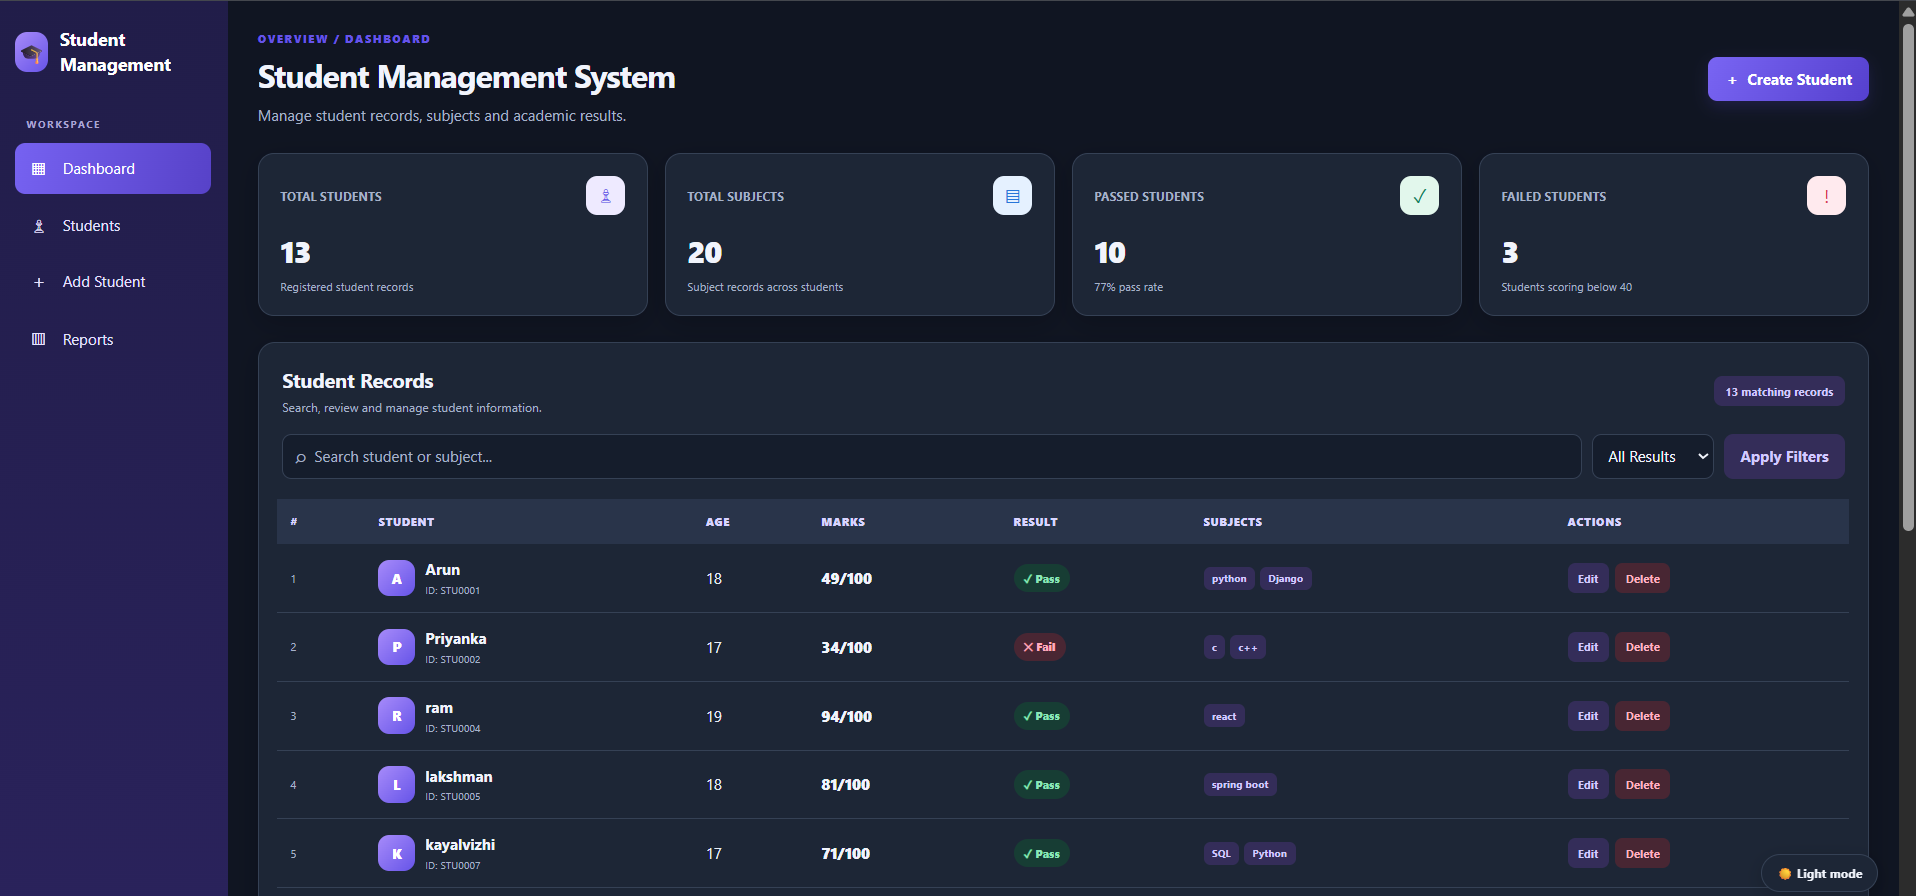 Student
Management
WORKSPACE
Dashboard
Students
+ Add Student
Reports
OVERVIEW / DASHBOARD
Student Management System
Manage student records, subjects and academic results.
+ Create Student
TOTAL STUDENTS
13
Registered student records
TOTAL SUBJECTS
20
Subject records across students
PASSED STUDENTS
✓
10
77% pass rate
FAILED STUDENTS
!
3
Students scoring below 40
Student Records
Search, review and manage student information.
13 matching records
Search student or subject...
All Results
Apply Filters
# STUDENT AGE MARKS RESULT SUBJECTS ACTIONS
1 A Arun 18 49/100 ✓ Pass python Django Edit Delete
ID: STU0001
2 P Priyanka 17 34/100 ✕ Fail c c++ Edit Delete
ID: STU0002
3 R ram 19 94/100 ✓ Pass react Edit Delete
ID: STU0004
4 L lakshman 18 81/100 ✓ Pass spring boot Edit Delete
ID: STU0005
5 K kayalvizhi 17 71/100 ✓ Pass SQL Python Edit Delete
ID: STU0007
Light mode